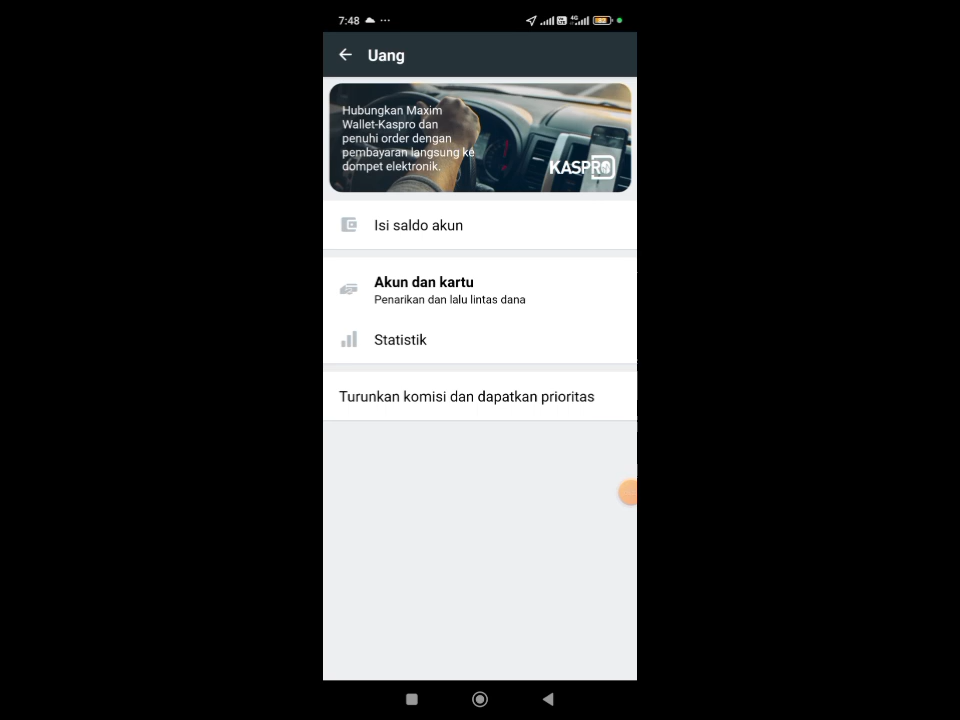 7:48
4G
Uang
Hubungkan Maxim
Wallet-Kaspro dan
penuhi order dengan
pembayaran langsung ke
dompet elektronik.
KASPRO
Isi saldo akun
Akun dan kartu
Penarikan dan lalu lintas dana
Statistik
Turunkan komisi dan dapatkan prioritas